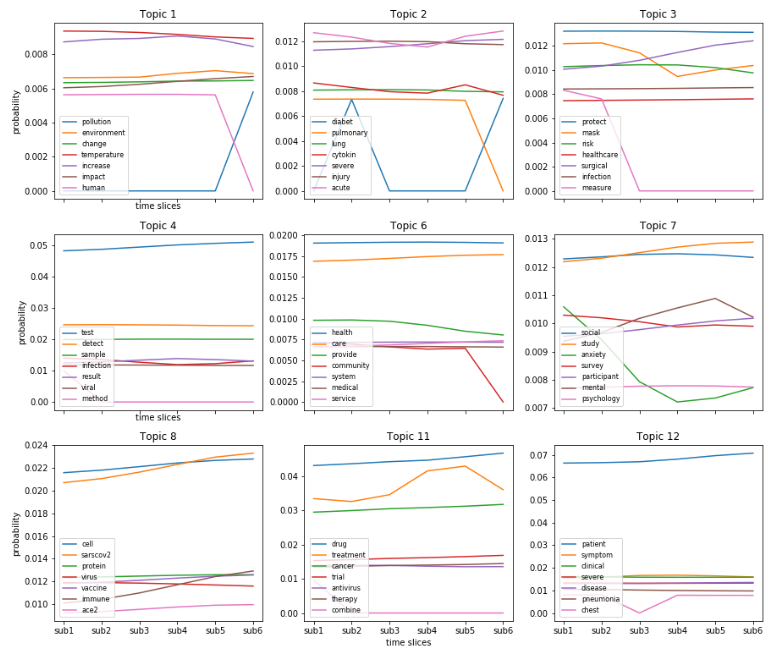 Topic 1
probability
0.008
0.006
0.004
0.002
0.000
pollution
environment
change
temperature
increase
impact
human
time slices
Topic 2
0.012
0.010
0.008
0.006
0.004
0.002
0.000
diabet
pulmonary
lung
cytokin
severe
injury
acute
Topic 3
0.012
0.010
0.008
0.006
0.004
0.002
0.000
protect
mask
risk
healthcare
surgical
infection
measure
Topic 4
probability
0.05
0.04
0.03
0.02
0.01
0.00
test
detect
sample
infection
result
viral
method
time slices
Topic 6
0.0200
0.0175
0.0150
0.0125
0.0100
0.0075
0.0050
0.0025
0.0000
health
care
provide
community
system
medical
service
Topic 7
0.013
0.012
0.011
0.010
0.009
0.008
0.007
social
study
anxiety
survey
participant
mental
psychology
Topic 8
probability
0.024
0.022
0.020
0.018
0.016
0.014
0.012
0.010
cell
sarscov2
protein
virus
vaccine
immune
ace2
sub1 sub2 sub3 sub4 sub5 sub6
Topic 11
0.04
0.03
0.02
0.01
0.00
drug
treatment
cancer
trial
antivirus
therapy
combine
sub1 sub2 sub3 sub4 sub5 sub6
time slices
Topic 12
0.07
0.06
0.05
0.04
0.03
0.02
0.01
0.00
patient
symptom
clinical
severe
disease
pneumonia
chest
sub1 sub2 sub3 sub4 sub5 sub6